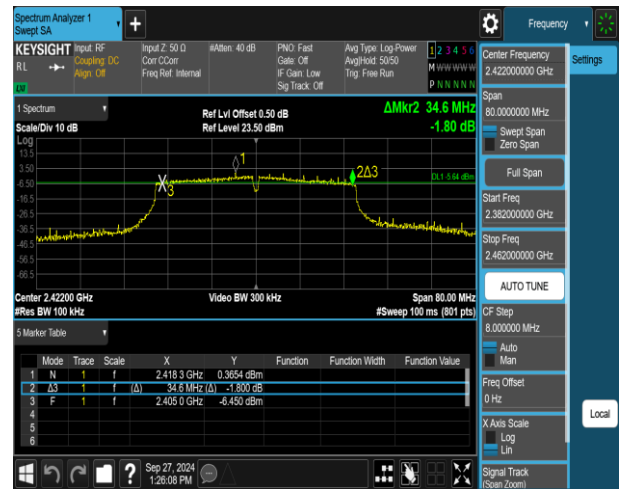 Spectrum Analyzer 1
Swept SA
+
Frequency
KEYSIGHT
Input: RF
Input Z: 50 Ω
#Atten: 40 dB
PNO: Fast
Avg Type: Log-Power
1 2 3 4 5 6
RL
Coupling: DC
Corr CCorr
Gate: Off
Avg|Hold: 50/50
M W W W W W
Align: Off
Freq Ref: Internal
IF Gain: Low
Trig: Free Run
Sig Track: Off
P N N N N N
LXI
1 Spectrum
Ref Lvl Offset 0.50 dB
ΔMkr2 34.6 MHz
Scale/Div 10 dB
Ref Level 23.50 dBm
-1.80 dB
Log
13.5
3.50
-6.50
-16.5
-26.5
-36.5
-46.5
-56.5
-66.5
1
2Δ3
3
DL1 -5.64 dBm
Center 2.42200 GHz
Video BW 300 kHz
Span 80.00 MHz
#Res BW 100 kHz
#Sweep 100 ms (801 pts)
5 Marker Table
Mode Trace Scale X Y Function Function Width Function Value
1 N 1 f 2.418 3 GHz 0.3654 dBm
2 Δ3 1 f (Δ) 34.6 MHz (Δ) -1.800 dB
3 F 1 f 2.405 0 GHz -6.450 dBm
4
5
6
Sep 27, 2024
1:26:08 PM
?
Center Frequency
2.422000000 GHz
Settings
Span
80.0000000 MHz
Swept Span
Zero Span
Full Span
Start Freq
2.382000000 GHz
Stop Freq
2.462000000 GHz
AUTO TUNE
CF Step
8.000000 MHz
Auto
Man
Freq Offset
0 Hz
X Axis Scale
Log
Lin
Local
Signal Track
(Span Zoom)